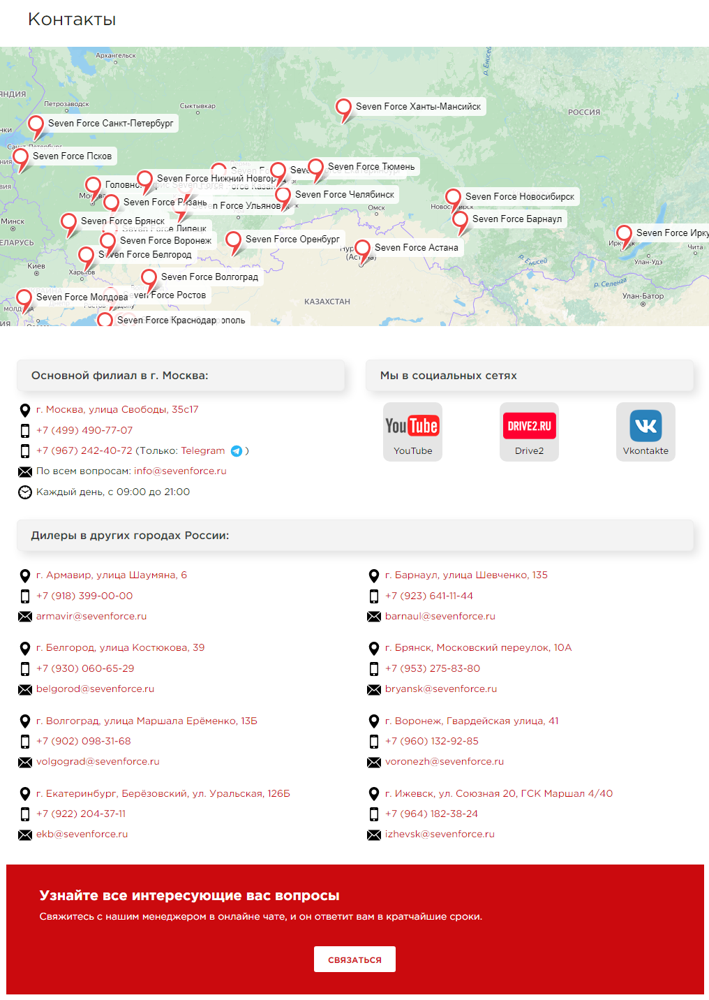 Контакты
Архангельск
р. Енисей
Петрозаводск
Сыктывкар
Seven Force Ханты-Мансийск
РОССИЯ
Seven Force Санкт-Петербург
Seven Force Псков
Seven Force Тюмень
Seven Force Нижний Новгород
Seven Force Челябинск
Seven Force Новосибирск
Seven Force Рязань
Омск
Seven Force Барнаул
Минск
Seven Force Брянск
Seven Force Липецк
Seven Force Воронеж
Seven Force Оренбург
Seven Force Астана
Чита
Seven Force Белгород
Улан-Удэ
Киев
Харьков
Seven Force Волгоград
р. Селенга
Seven Force Молдова
Force Ростов
КАЗАХСТАН
Улан-Батор
Seven Force Краснодар
Основной филиал в г. Москва:
г. Москва, улица Свободы, 35с17
+7 (499) 490-77-07
+7 (967) 242-40-72 (Только: Telegram )
По всем вопросам: info@sevenforce.ru
Каждый день, с 09:00 до 21:00
Мы в социальных сетях
YouTube
YouTube
DRIVE2.RU
Drive2
VK
Vkontakte
Дилеры в других городах России:
г. Армавир, улица Шаумяна, 6
+7 (918) 399-00-00
armavir@sevenforce.ru
г. Барнаул, улица Шевченко, 135
+7 (923) 641-11-44
barnaul@sevenforce.ru
г. Белгород, улица Костюкова, 39
+7 (930) 060-65-29
belgorod@sevenforce.ru
г. Брянск, Московский переулок, 10А
+7 (953) 275-83-80
bryansk@sevenforce.ru
г. Волгоград, улица Маршала Ерёменко, 13Б
+7 (902) 098-31-68
volgograd@sevenforce.ru
г. Воронеж, Гвардейская улица, 41
+7 (960) 132-92-85
voronezh@sevenforce.ru
г. Екатеринбург, Берёзовский, ул. Уральская, 126Б
+7 (922) 204-37-11
ekb@sevenforce.ru
г. Ижевск, ул. Союзная 20, ГСК Маршал 4/40
+7 (964) 182-38-24
izhevsk@sevenforce.ru
Узнайте все интересующие вас вопросы
Свяжитесь с нашим менеджером в онлайне чате, и он ответит вам в кратчайшие сроки.
СВЯЗАТЬСЯ